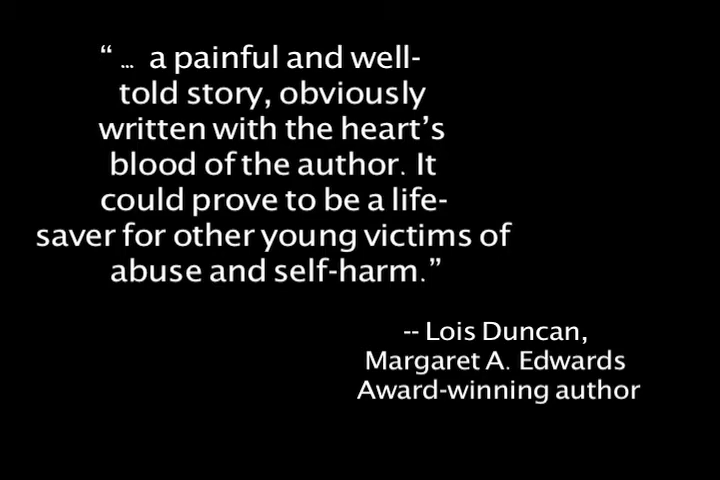 “ … a painful and well-
told story, obviously
written with the heart’s
blood of the author. It
could prove to be a life-
saver for other young victims of
abuse and self-harm.”
-- Lois Duncan,
Margaret A. Edwards
Award-winning author